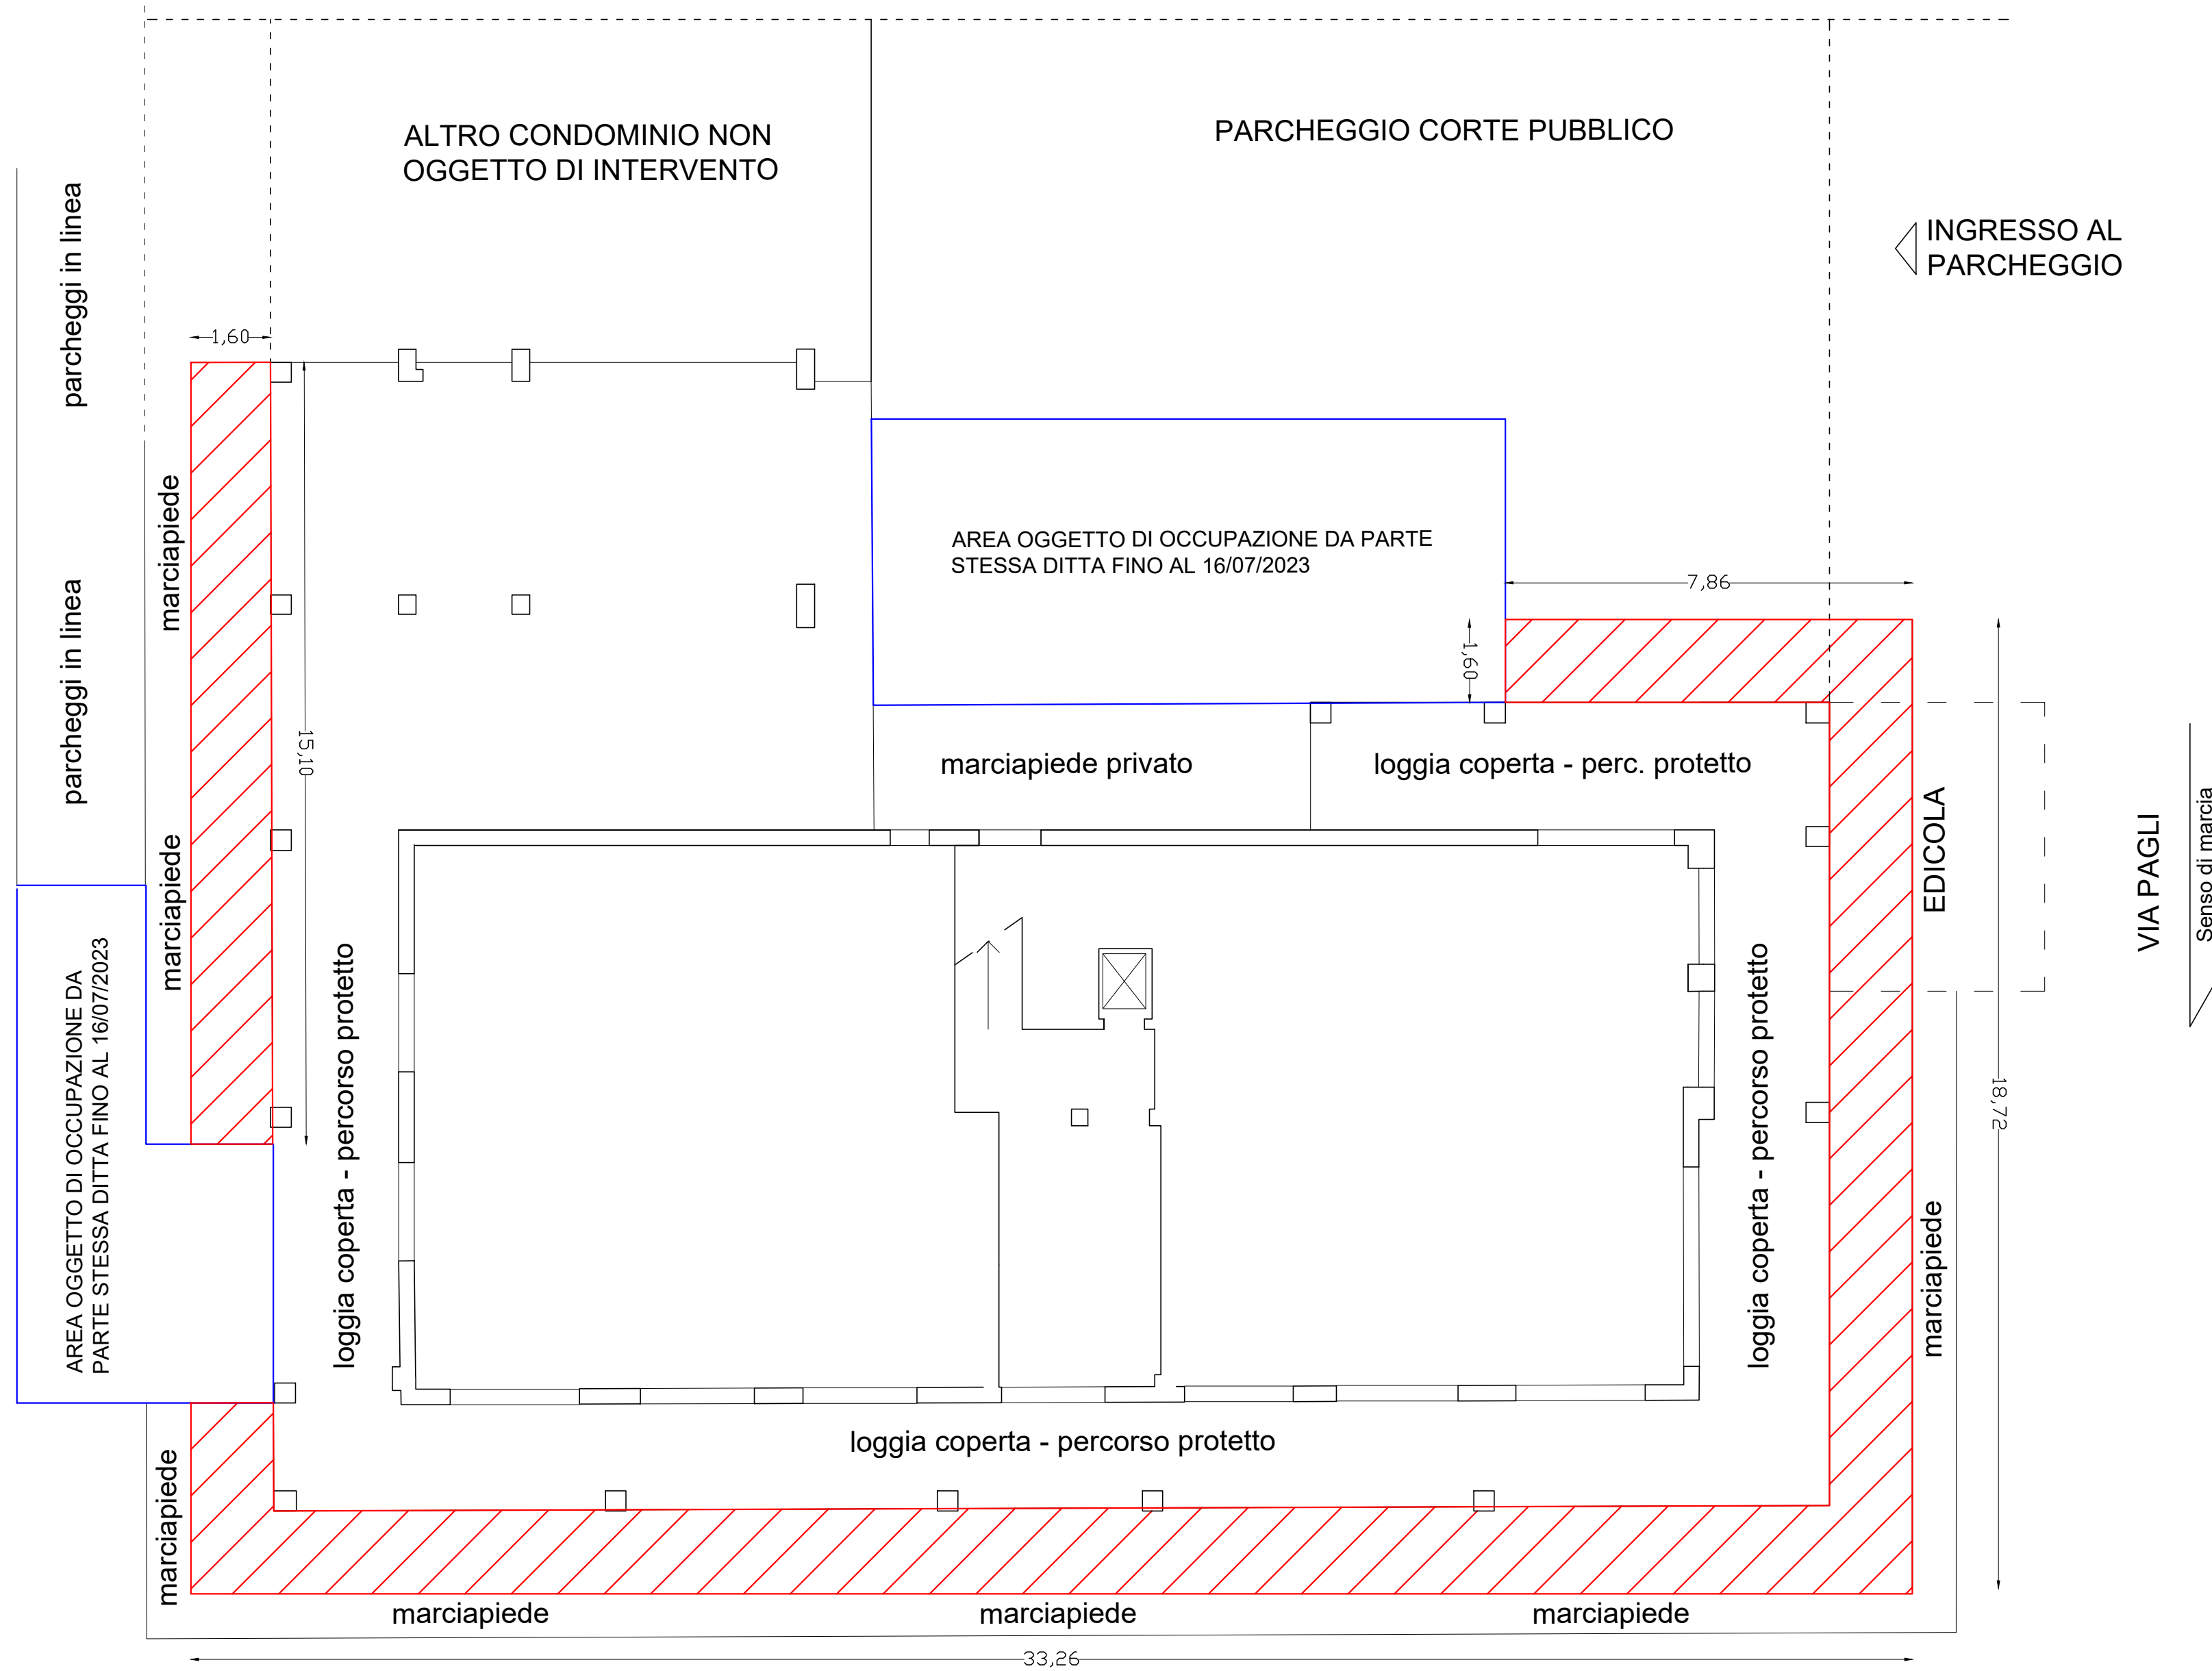 ALTRO CONDOMINIO NON
OGGETTO DI INTERVENTO
PARCHEGGIO CORTE PUBBLICO
INGRESSO AL
PARCHEGGIO
parcheggi in linea
1,60
marciapiede
AREA OGGETTO DI OCCUPAZIONE DA PARTE
STESSA DITTA FINO AL 16/07/2023
7,86
1,60
parcheggi in linea
15,10
marciapiede privato
loggia coperta - perc. protetto
marciapiede
EDICOLA
VIA PAGLI
Senso di marcia
AREA OGGETTO DI OCCUPAZIONE DA
PARTE STESSA DITTA FINO AL 16/07/2023
loggia coperta - percorso protetto
loggia coperta - percorso protetto
18,72
marciapiede
loggia coperta - percorso protetto
marciapiede
marciapiede
marciapiede
marciapiede
33,26